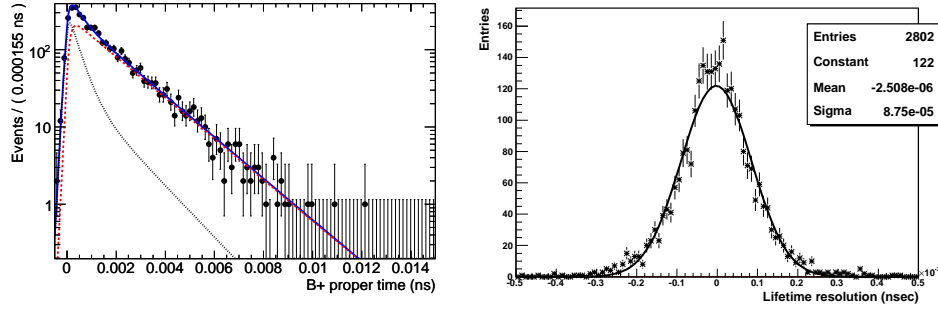 Events / ( 0.000155 ns )
10²
10
1
0 0.002 0.004 0.006 0.008 0.01 0.012 0.014
B+ proper time (ns)
Entries
160
140
120
100
80
60
40
20
0
Entries 2802
Constant 122
Mean -2.508e-06
Sigma 8.75e-05
-0.5 -0.4 -0.3 -0.2 -0.1 0 0.1 0.2 0.3 0.4 0.5
Lifetime resolution (nsec)